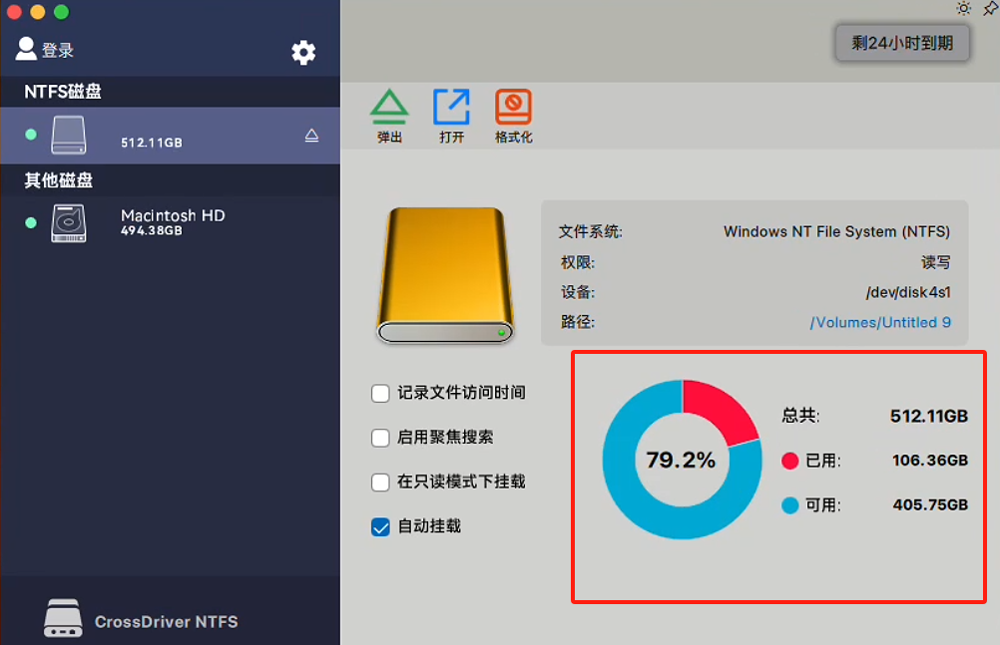 登录
NTFS磁盘
512.11GB
其他磁盘
Macintosh HD
494.38GB
CrossDriver NTFS
剩24小时到期
弹出
打开
格式化
文件系统: Windows NT File System (NTFS)
权限: 读写
设备: /dev/disk4s1
路径: /Volumes/Untitled 9
记录文件访问时间
启用聚焦搜索
在只读模式下挂载
自动挂载
79.2%
总共: 512.11GB
已用: 106.36GB
可用: 405.75GB